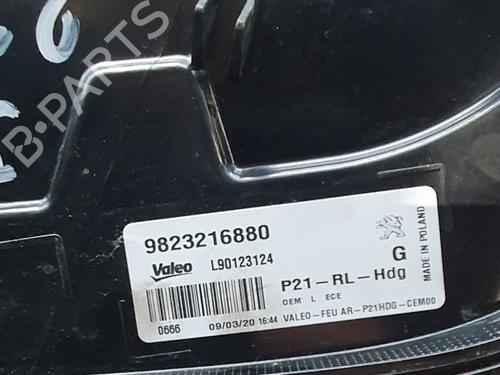 B-PARTS
9823216880
Valeo L90123124
G
P21-RL-Hdg
OEM L ECE
0666 09/03/20 16:44 VALEO-FEU AR-P21HDG-CEM00
MADE IN POLAND